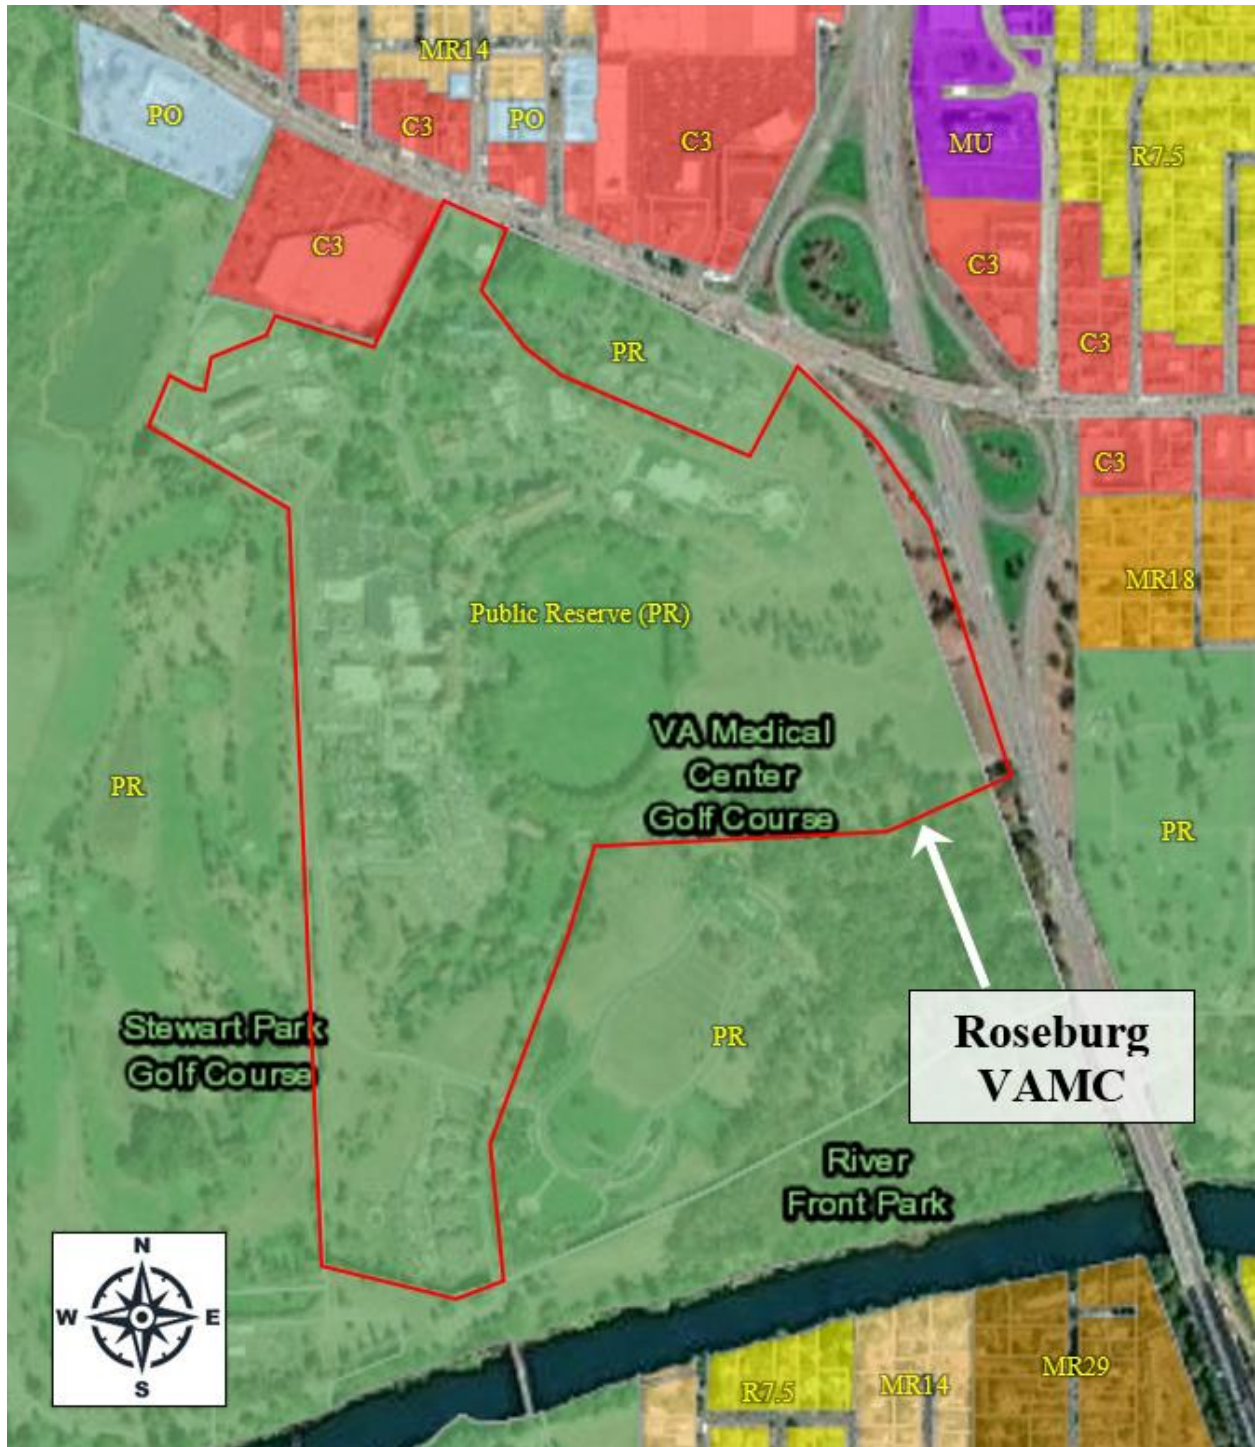 MR14
PO
C3
PO
C3
MU
R7.5
C3
C3
C3
PR
C3
MR18
Public Reserve (PR)
VA Medical
Center
Golf Course
PR
PR
Stewart Park
Golf Course
PR
Roseburg
VAMC
River
Front Park
N
W E
S
R7.5
MR14
MR29